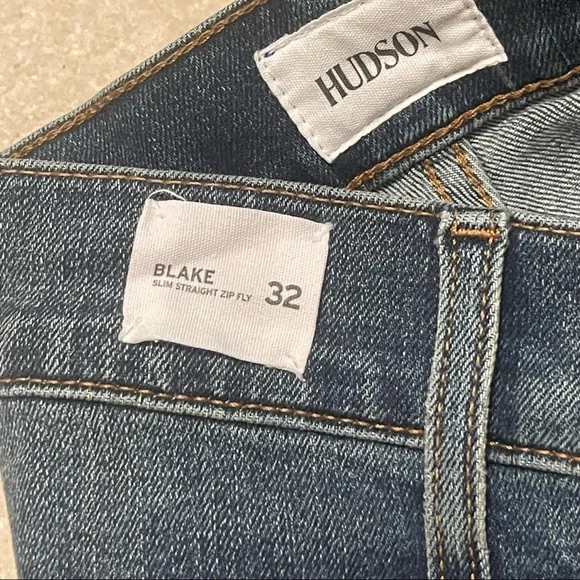 HUDSON
BLAKE
SLIM STRAIGHT ZIP FLY
32